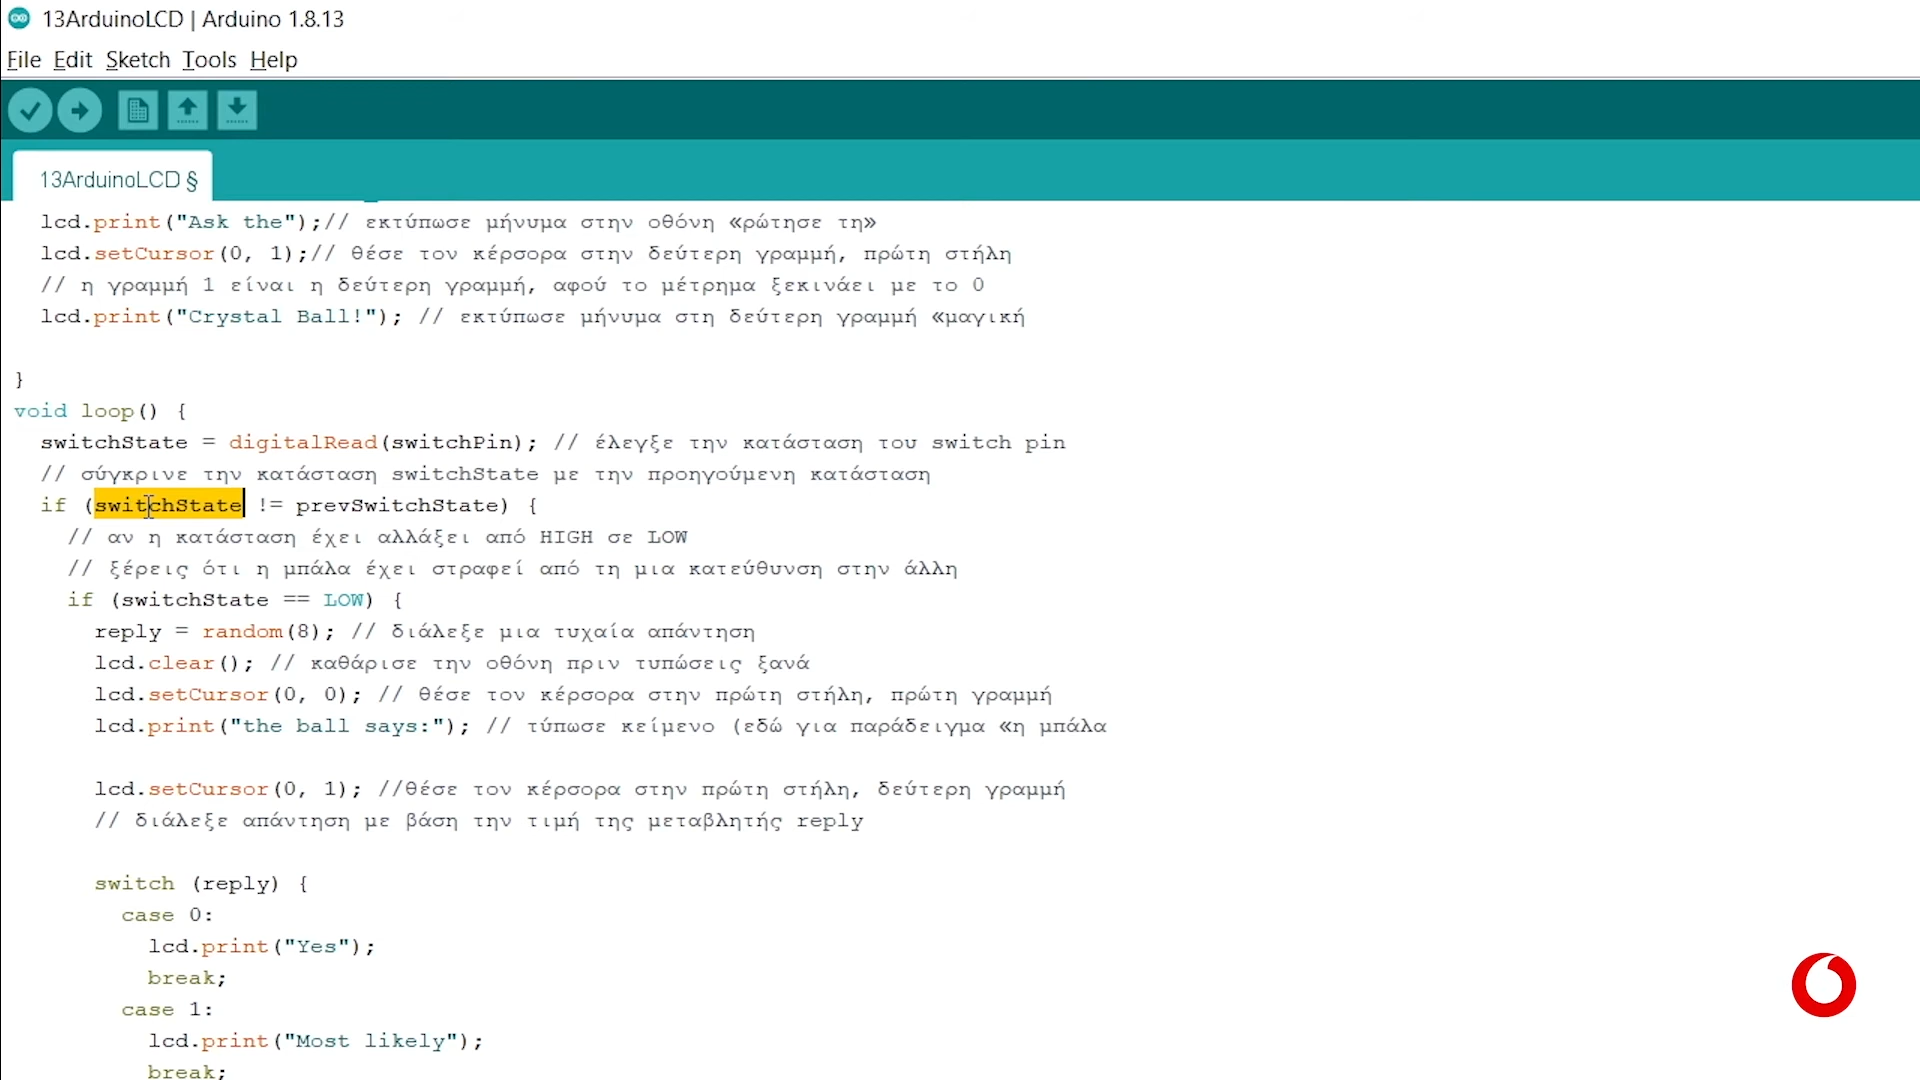 13ArduinoLCD | Arduino 1.8.13
File Edit Sketch Tools Help
13ArduinoLCD §
lcd.print("Ask the");// εκτύπωσε μήνυμα στην οθόνη «ρώτησε τη»
lcd.setCursor(0, 1);// θέσε τον κέρσορα στην δεύτερη γραμμή, πρώτη στήλη
// η γραμμή 1 είναι η δεύτερη γραμμή, αφού το μέτρημα ξεκινάει με το 0
lcd.print("Crystal Ball!"); // εκτύπωσε μήνυμα στη δεύτερη γραμμή «μαγική
}
void loop() {
switchState = digitalRead(switchPin); // έλεγξε την κατάσταση του switch pin
// σύγκρινε την κατάσταση switchState με την προηγούμενη κατάσταση
if (switchState != prevSwitchState) {
// αν η κατάσταση έχει αλλάξει από HIGH σε LOW
// ξέρεις ότι η μπάλα έχει στραφεί από τη μια κατεύθυνση στην άλλη
if (switchState == LOW) {
reply = random(8); // διάλεξε μια τυχαία απάντηση
lcd.clear(); // καθάρισε την οθόνη πριν τυπώσεις ξανά
lcd.setCursor(0, 0); // θέσε τον κέρσορα στην πρώτη στήλη, πρώτη γραμμή
lcd.print("the ball says:"); // τύπωσε κείμενο (εδώ για παράδειγμα «η μπάλα
lcd.setCursor(0, 1); //θέσε τον κέρσορα στην πρώτη στήλη, δεύτερη γραμμή
// διάλεξε απάντηση με βάση την τιμή της μεταβλητής reply
switch (reply) {
case 0:
lcd.print("Yes");
break;
case 1:
lcd.print("Most likely");
break;